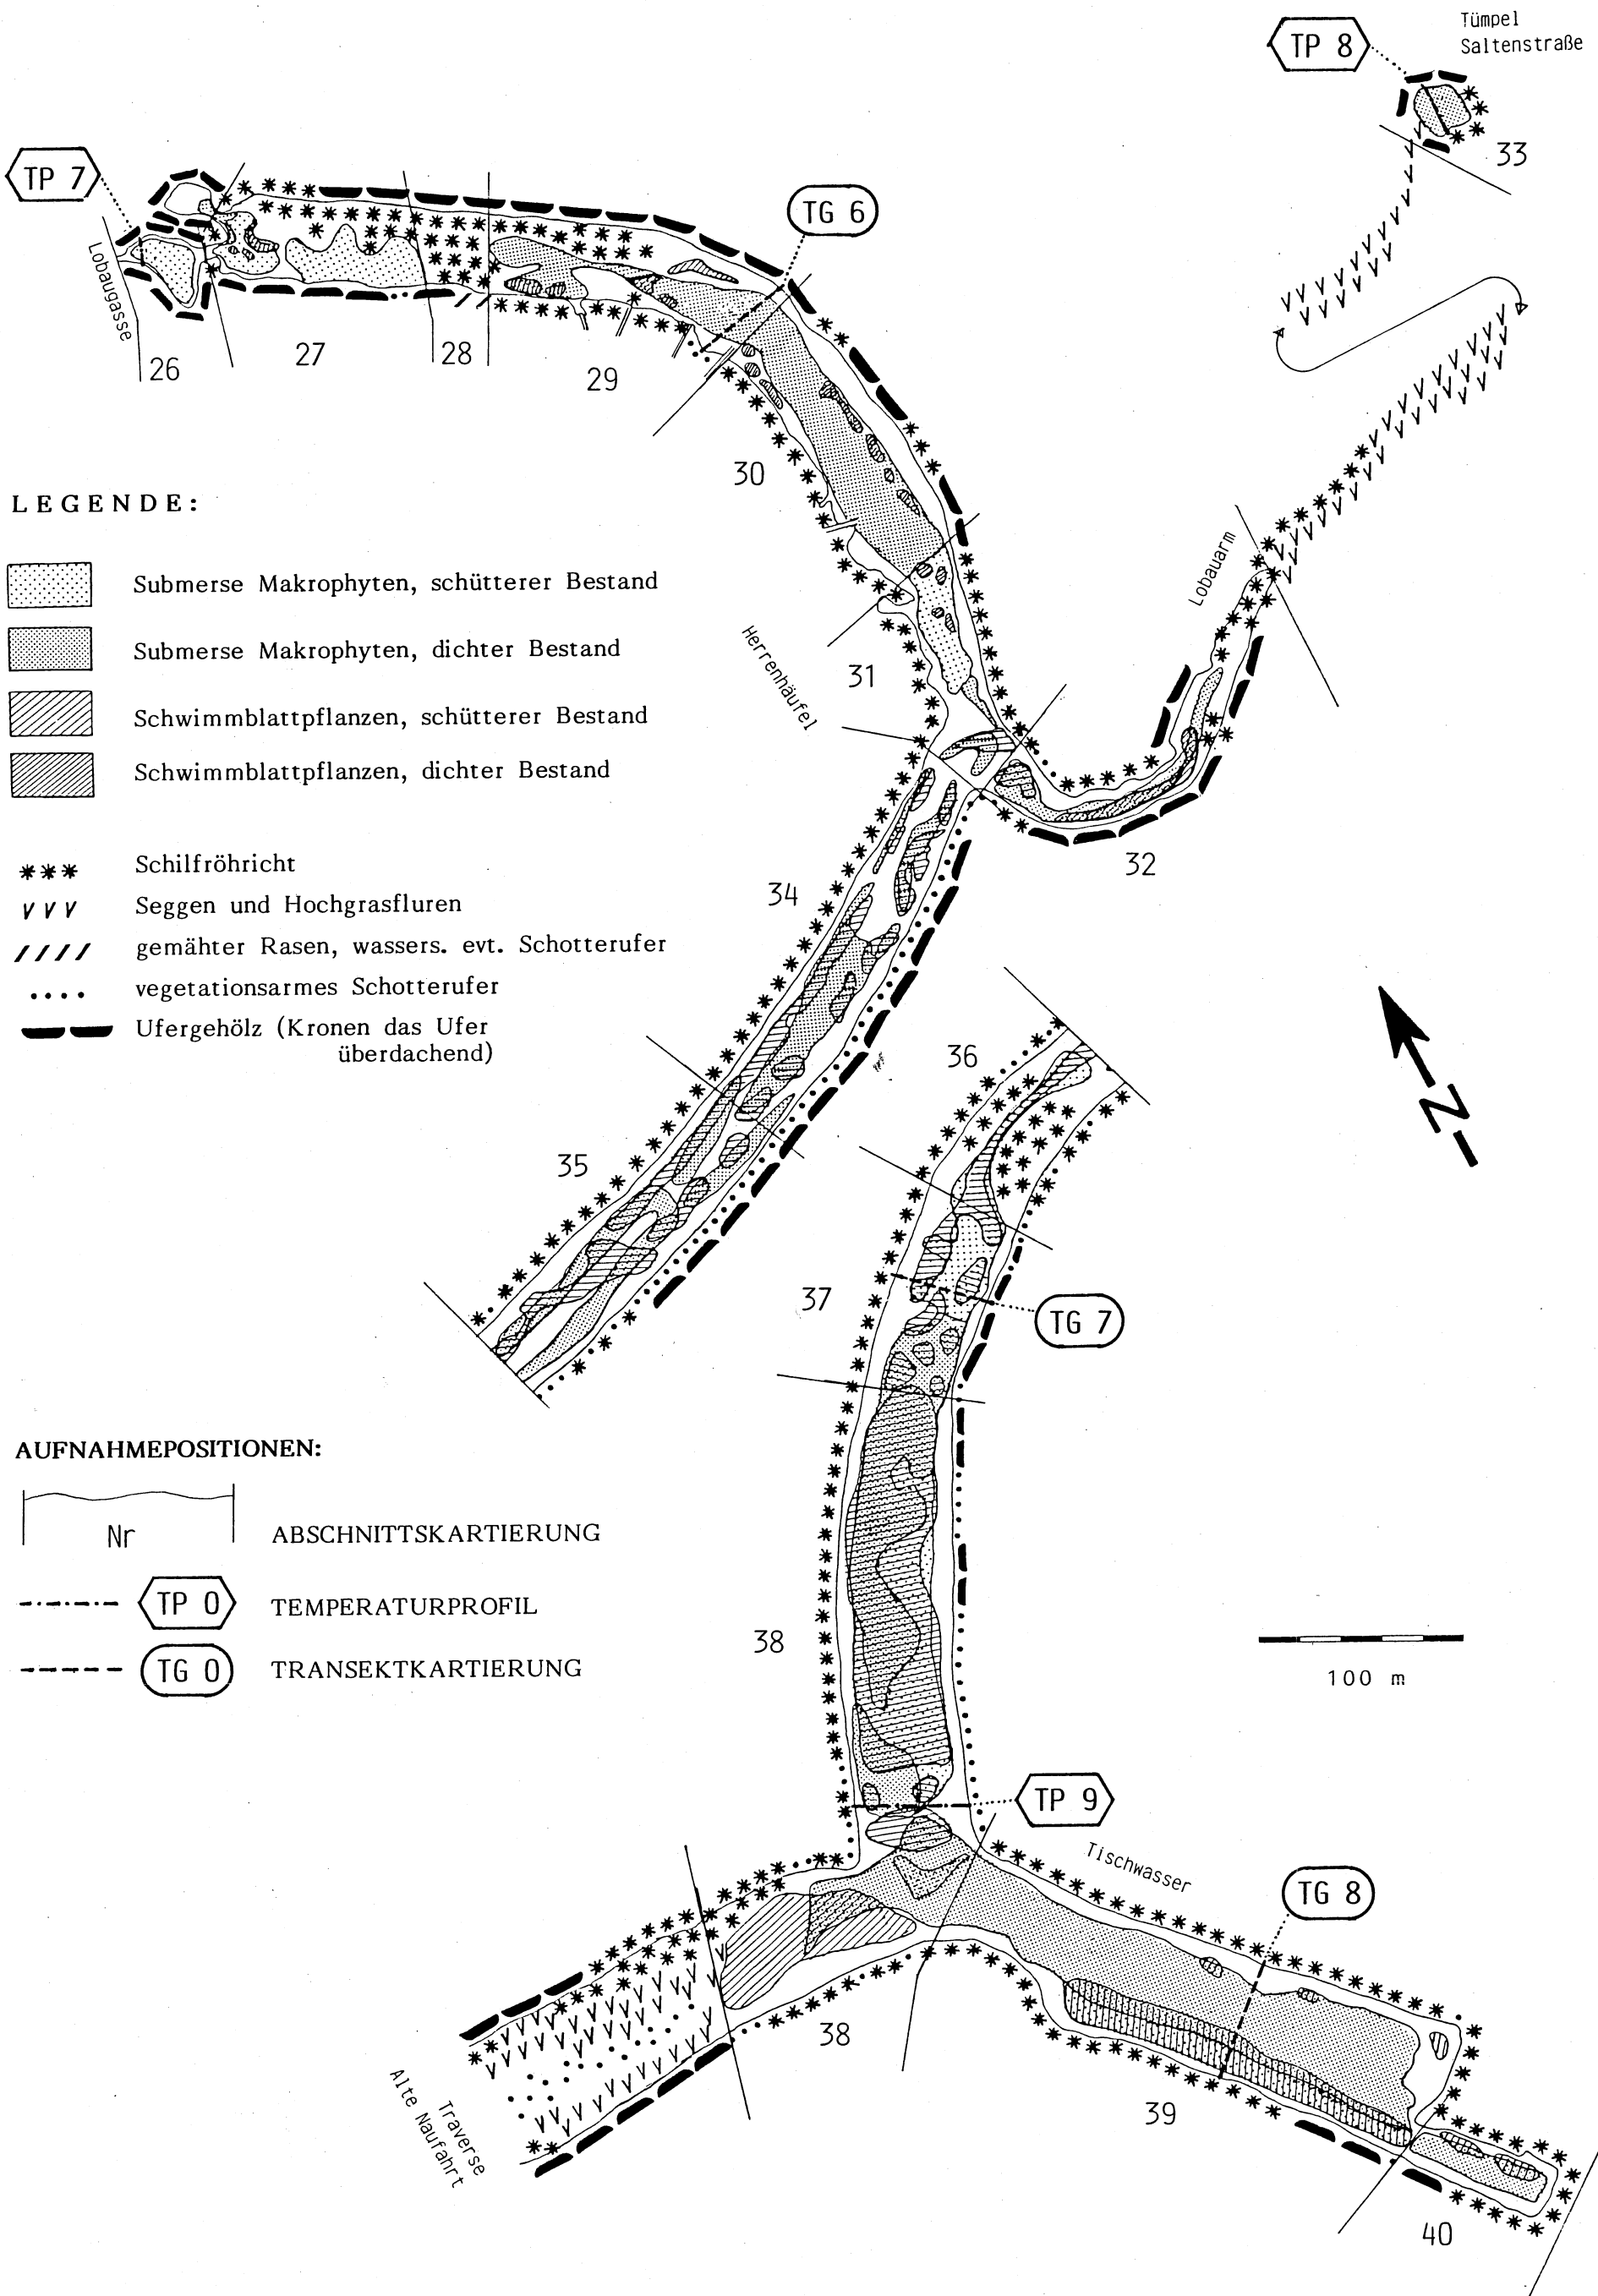 Tümpel
Saltenstraße
TP 8
33
TP 7
TG 6
Lobaugasse
26
27
28
29
30
LEGENDE:
Submerse Makrophyten, schütterer Bestand
Submerse Makrophyten, dichter Bestand
Schwimmblattpflanzen, schütterer Bestand
Schwimmblattpflanzen, dichter Bestand
Schilfröhricht
Seggen und Hochgrasfluren
gemähter Rasen, wassers. evt. Schotterufer
vegetationsarmes Schotterufer
Ufergehölz (Kronen das Ufer
überdachend)
Lobauarm
Herrenhäufel
31
32
34
35
36
N
37
TG 7
AUFNAHMEPOSITIONEN:
Nr
ABSCHNITTSKARTIERUNG
TP 0
TEMPERATURPROFIL
TG 0
TRANSEKTKARTIERUNG
38
100 m
TP 9
Tischwasser
TG 8
38
Traverse
Alte Naufahrt
39
40